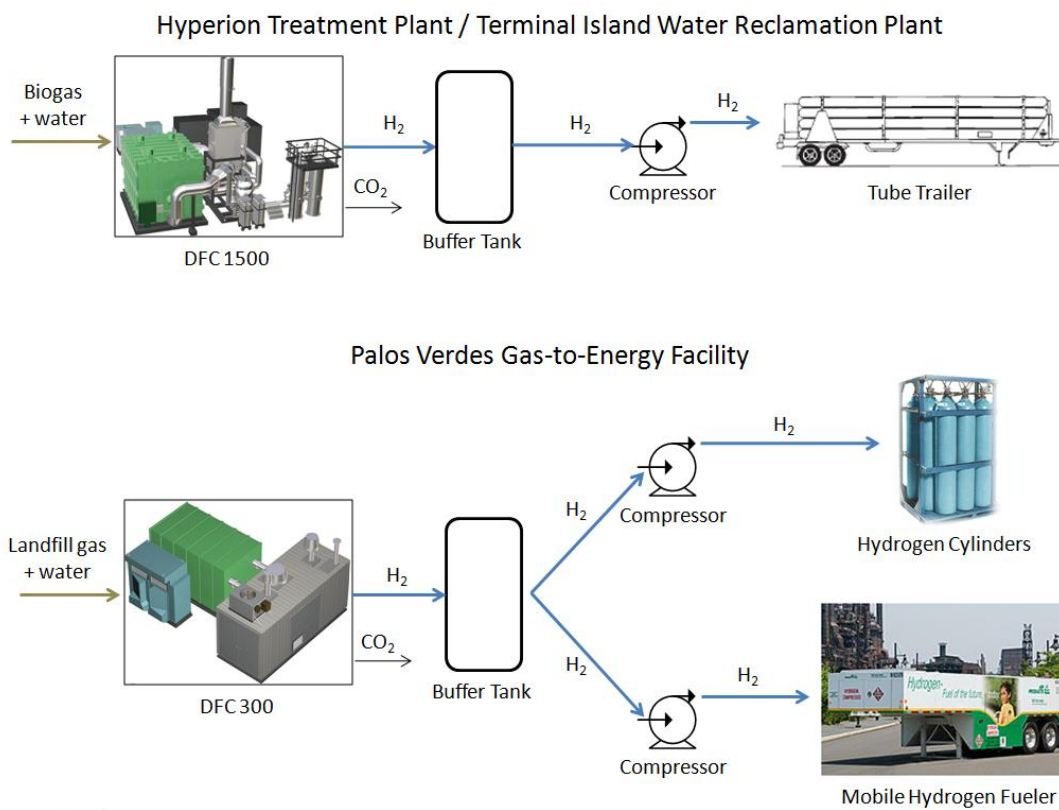 Hyperion Treatment Plant / Terminal Island Water Reclamation Plant
Biogas
+ water
H₂
H₂
H₂
CO₂
Compressor
Tube Trailer
Buffer Tank
DFC 1500
Palos Verdes Gas-to-Energy Facility
H₂
H₂
Compressor
Hydrogen Cylinders
Landfill gas
+ water
H₂
CO₂
H₂
Buffer Tank
DFC 300
H₂
Compressor
Hydrogen-
Fuel of the future,
HYDROGEN
COMPRESSED
Mobile Hydrogen Fueler